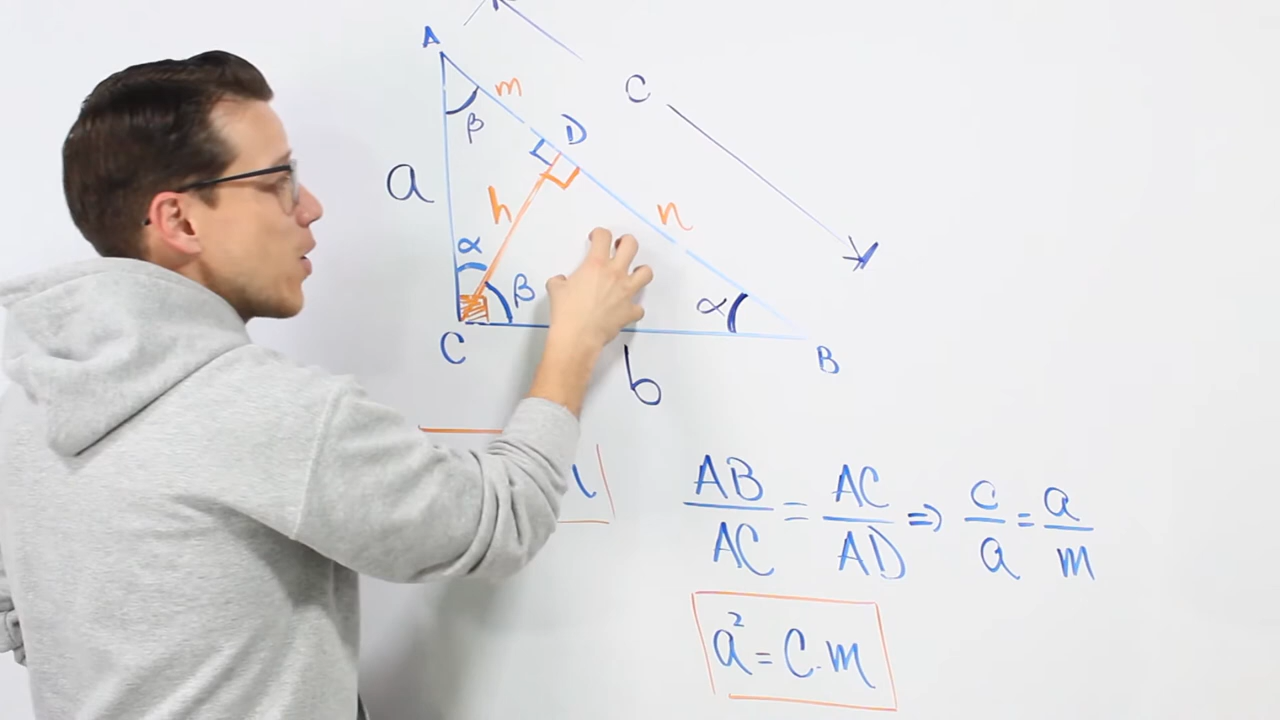 A
m
C
β
D
a
h
n
α
β
α
C
B
b
AB/AC = AC/AD ⇒ c/a = a/m
a² = C·m